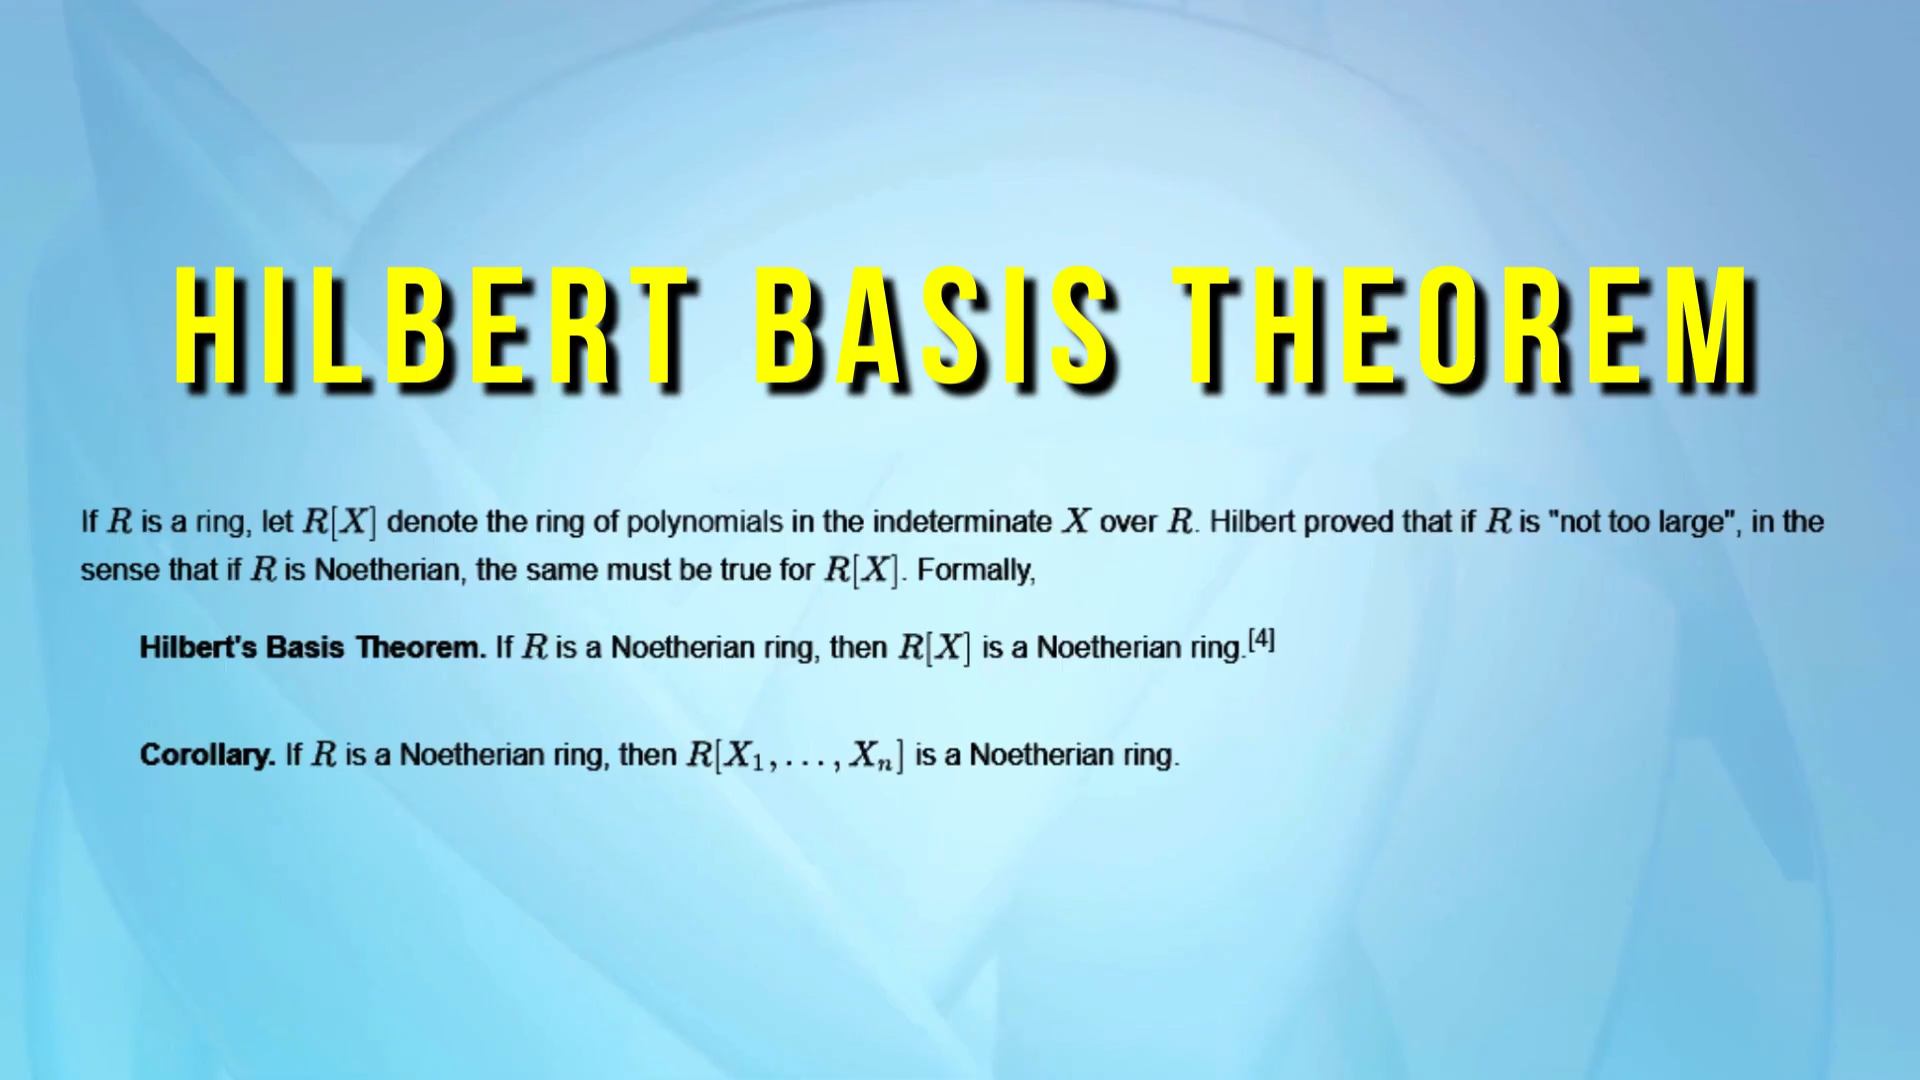 HILBERT BASIS THEOREM
If R is a ring, let R[X] denote the ring of polynomials in the indeterminate X over R. Hilbert proved that if R is "not too large", in the
sense that if R is Noetherian, the same must be true for R[X]. Formally,
Hilbert's Basis Theorem. If R is a Noetherian ring, then R[X] is a Noetherian ring.[4]
Corollary. If R is a Noetherian ring, then R[X₁, . . . , Xₙ] is a Noetherian ring.